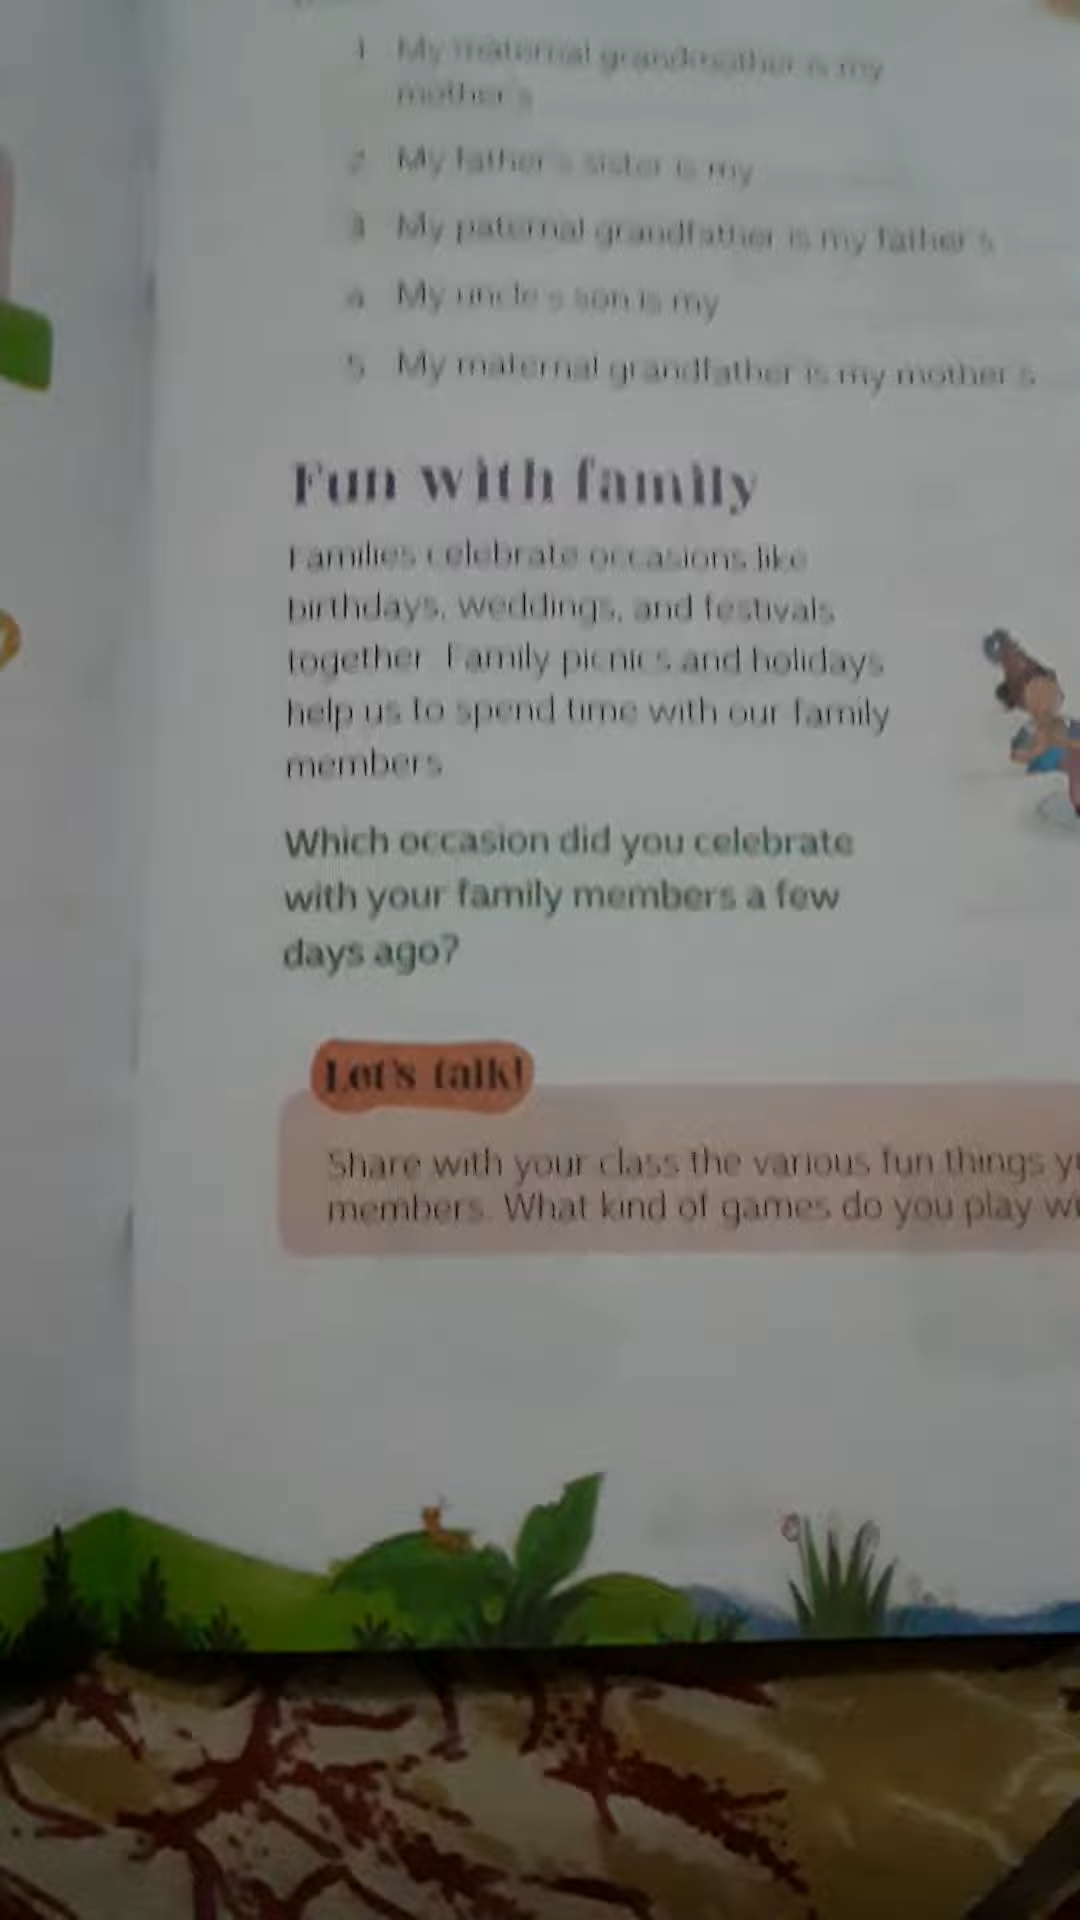 1 My maternal grandmother is my
mother's
2 My father's sister is my
3 My paternal grandfather is my father's
4 My uncle's son is my
5 My maternal grandfather is my mother's
Fun with family
Families celebrate occasions like
birthdays, weddings, and festivals
together. Family picnics and holidays
help us to spend time with our family
members.
Which occasion did you celebrate
with your family members a few
days ago?
Let's talk!
Share with your class the various fun things
members. What kind of games do you play